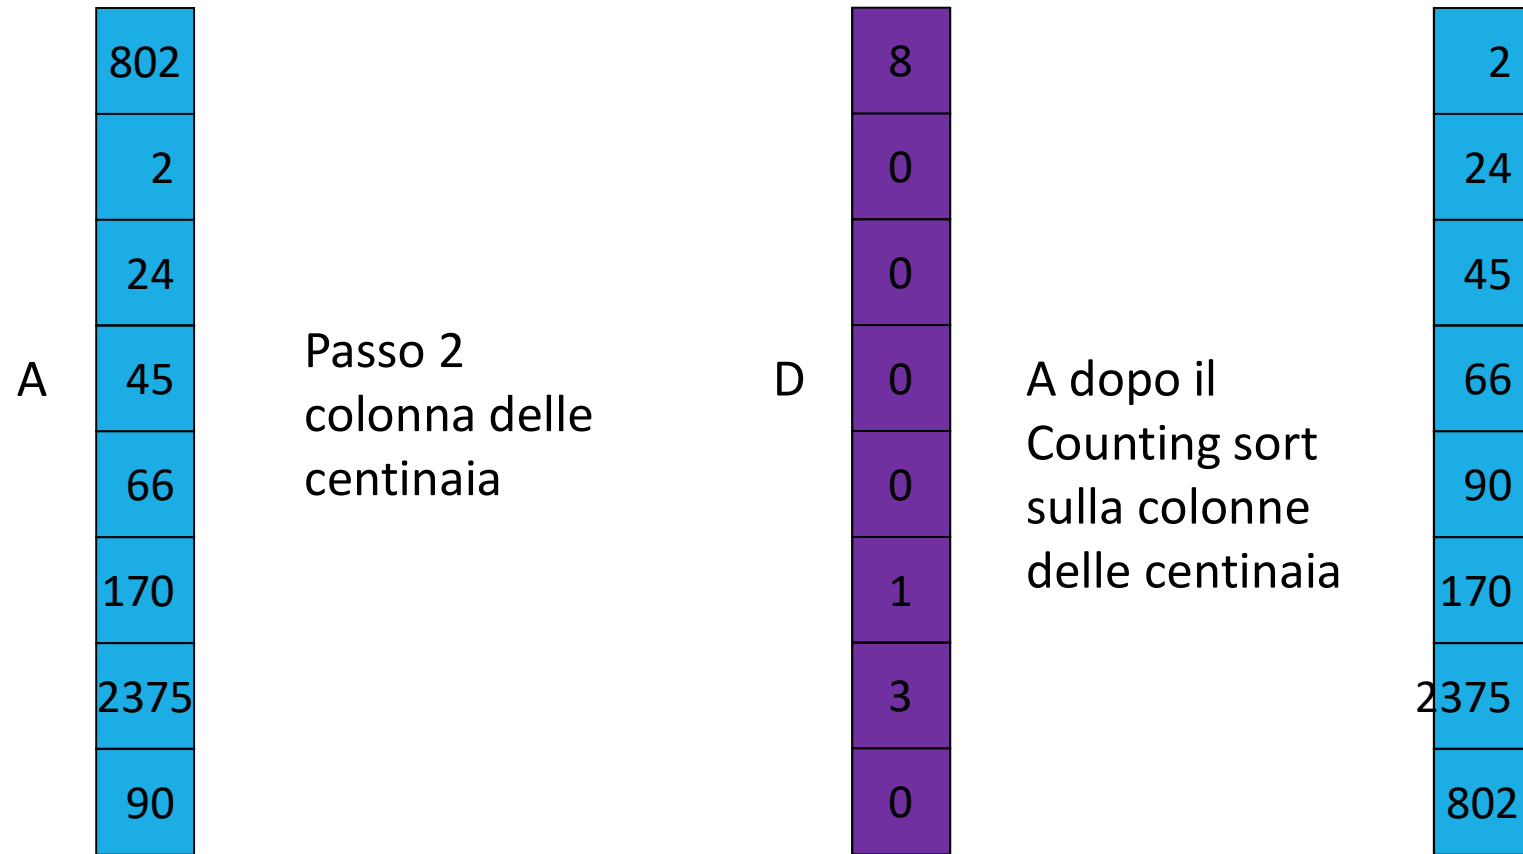 A
802
2
24
45
66
170
2375
90
Passo 2
colonna delle
centinaia
D
8
0
0
0
0
1
3
0
A dopo il
Counting sort
sulla colonne
delle centinaia
2
24
45
66
90
170
2375
802